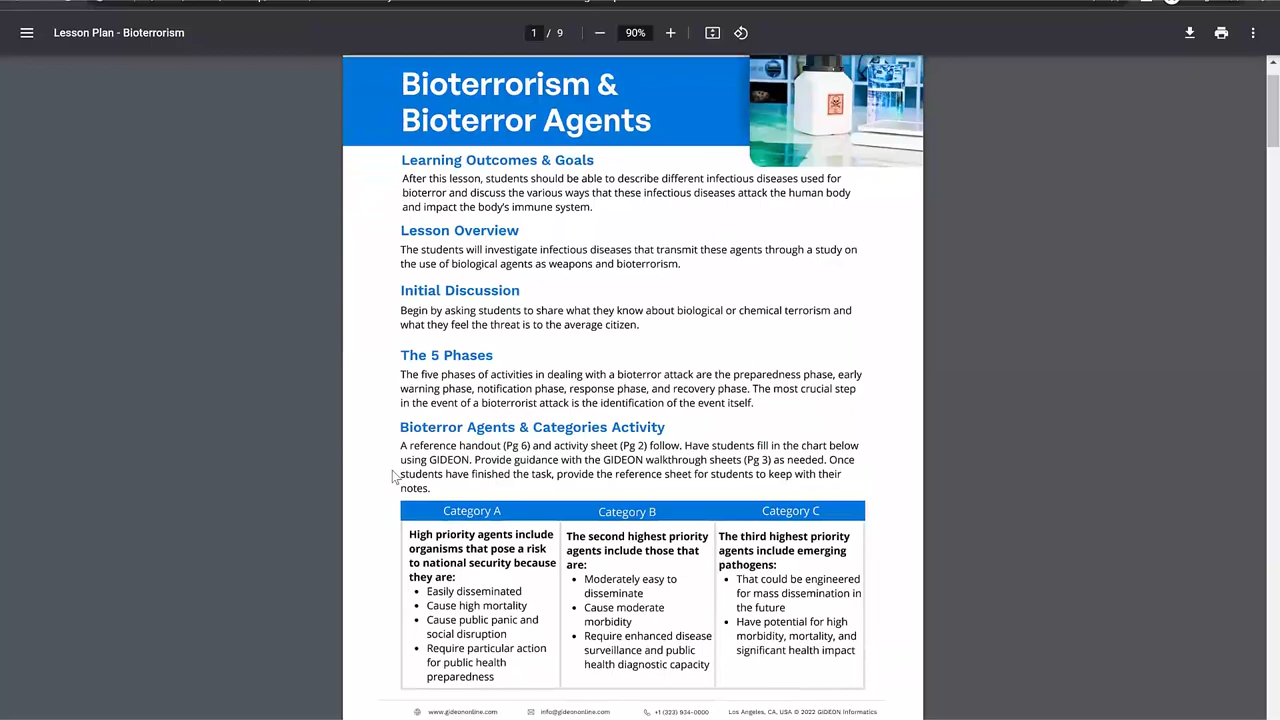 Lesson Plan - Bioterrorism
1 / 9
90%
Bioterrorism &
Bioterror Agents
Learning Outcomes & Goals
After this lesson, students should be able to describe different infectious diseases used for
bioterror and discuss the various ways that these infectious diseases attack the human body
and impact the body's immune system.
Lesson Overview
The students will investigate infectious diseases that transmit these agents through a study on
the use of biological agents as weapons and bioterrorism.
Initial Discussion
Begin by asking students to share what they know about biological or chemical terrorism and
what they feel the threat is to the average citizen.
The 5 Phases
The five phases of activities in dealing with a bioterror attack are the preparedness phase, early
warning phase, notification phase, response phase, and recovery phase. The most crucial step
in the event of a bioterrorist attack is the identification of the event itself.
Bioterror Agents & Categories Activity
A reference handout (Pg 6) and activity sheet (Pg 2) follow. Have students fill in the chart below
using GIDEON. Provide guidance with the GIDEON walkthrough sheets (Pg 3) as needed. Once
students have finished the task, provide the reference sheet for students to keep with their
notes.
Category A
High priority agents include
organisms that pose a risk
to national security because
they are:
• Easily disseminated
• Cause high mortality
• Cause public panic and
social disruption
• Require particular action
for public health
preparedness
Category B
The second highest priority
agents include those that
are:
• Moderately easy to
disseminate
• Cause moderate
morbidity
• Require enhanced disease
surveillance and public
health diagnostic capacity
Category C
The third highest priority
agents include emerging
pathogens:
• That could be engineered
for mass dissemination in
the future
• Have potential for high
morbidity, mortality, and
significant health impact
www.gideononline.com
info@gideononline.com
+1 (323) 934-0000
Los Angeles, CA, USA © 2022 GIDEON Informatics